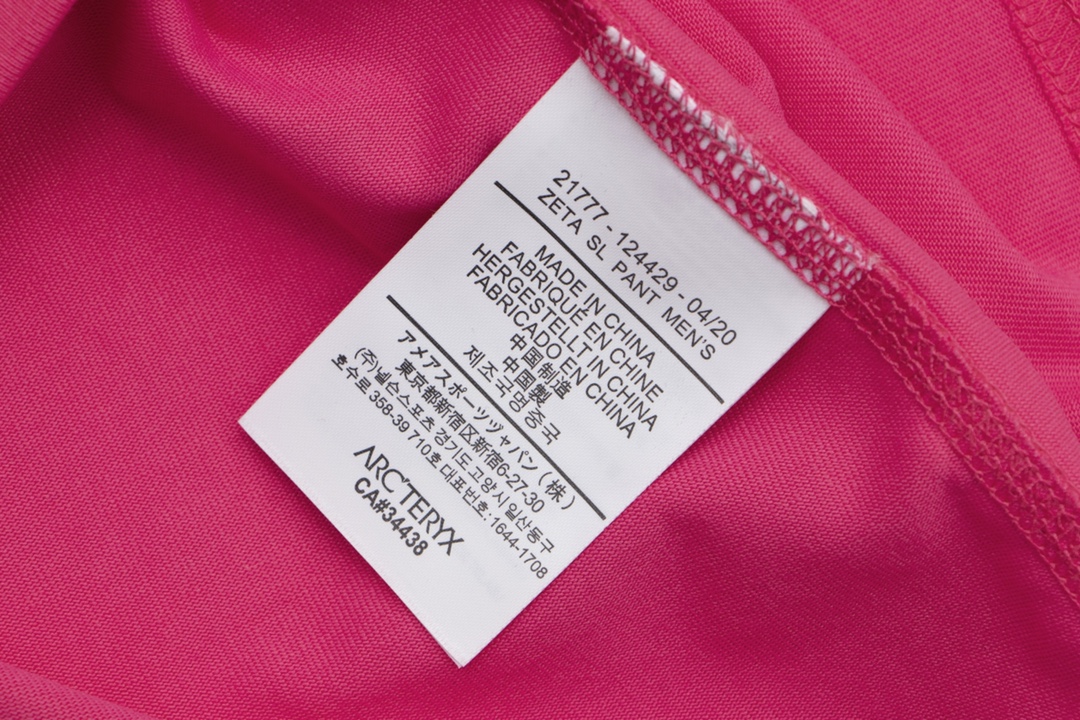 21777 - 124429 - 04/20
ZETA SL PANT MEN'S
MADE IN CHINA
FABRIQUÉ EN CHINE
HERGESTELLT IN CHINA
FABRICADO EN CHINA
中国制造
中国製
제조국명중국
アメアスポーツジャパン(株)
東京都新宿区新宿6-27-30
(주)넬슨스포츠 경기도 고양시 일산동구
호수로 358-39 710호 대표번호:1644-1708
ARC'TERYX
CA#34438